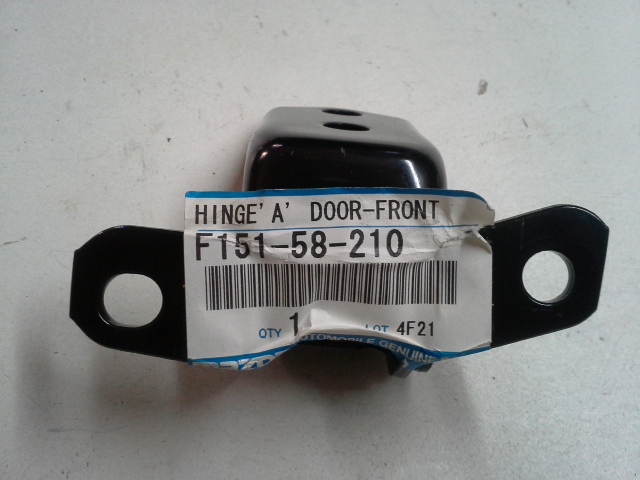 HINGE'A' DOOR-FRONT
F151-58-210
QTY 1 LOT 4F21
AUTOMOBILE GENUINE